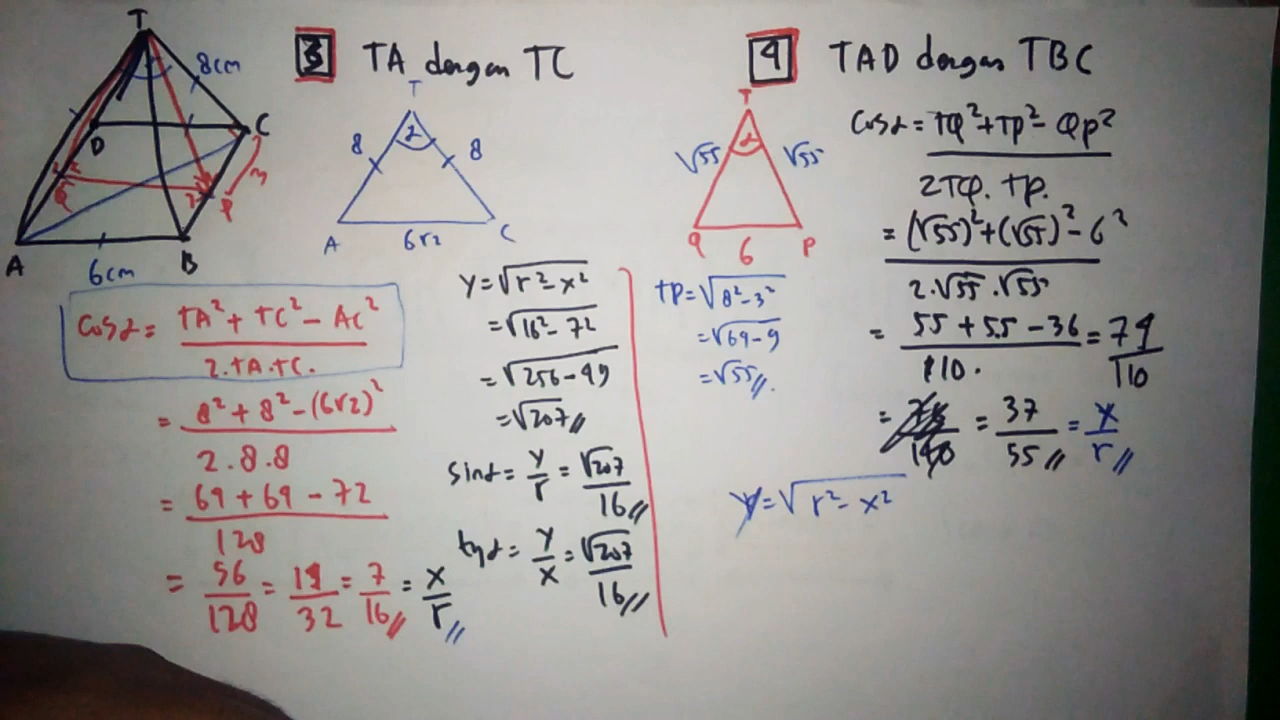 T
8cm
D
C
Q
P
3
A
B
6cm
3 TA dengan TC
T
8 α 8
A 6√2 C
Cos α = TA² + TC² - AC² / 2.TA.TC.
= 8² + 8² - (6√2)² / 2.8.8
= 64 + 64 - 72 / 128
= 56/128 = 14/32 = 7/16 // = x/r //
y = √r² - x²
= √16² - 72
= √256 - 49
= √207 //
Sin α = y/r = √207/16 //
tg α = y/x = √207/16 //
4 TAD dengan TBC
T
√55 α √55
Q 6 P
TP = √8² - 3²
= √64 - 9
= √55 //.
Cos α = TQ² + TP² - QP² / 2TQ. TP.
= (√55)² + (√55)² - 6² / 2.√55.√55
= 55 + 55 - 36 / 110. = 74/110
= 37/55 // = x/r //
y = √r² - x²